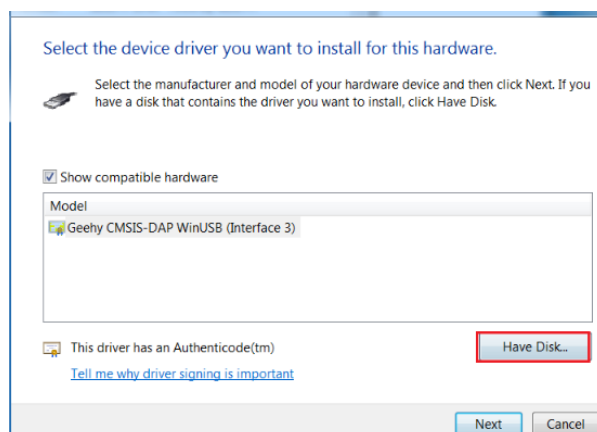 Select the device driver you want to install for this hardware.
Select the manufacturer and model of your hardware device and then click Next. If you
have a disk that contains the driver you want to install, click Have Disk.
Show compatible hardware
Model
Geehy CMSIS-DAP WinUSB (Interface 3)
This driver has an Authenticode(tm)
Have Disk...
Tell me why driver signing is important
Next
Cancel